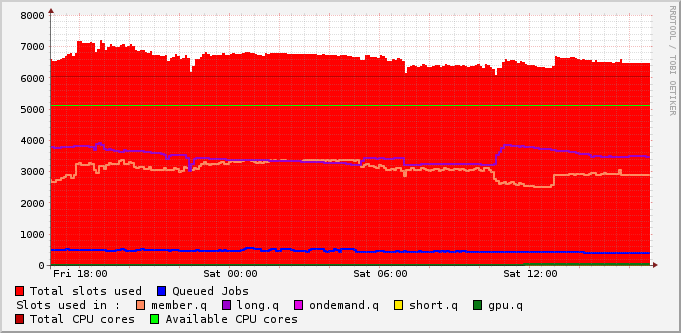 8000
7000
6000
5000
4000
3000
2000
1000
0
Fri 18:00 Sat 00:00 Sat 06:00 Sat 12:00
RRDTOOL / TOBI OETIKER
Total slots used Queued Jobs
Slots used in : member.q long.q ondemand.q short.q gpu.q
Total CPU cores Available CPU cores